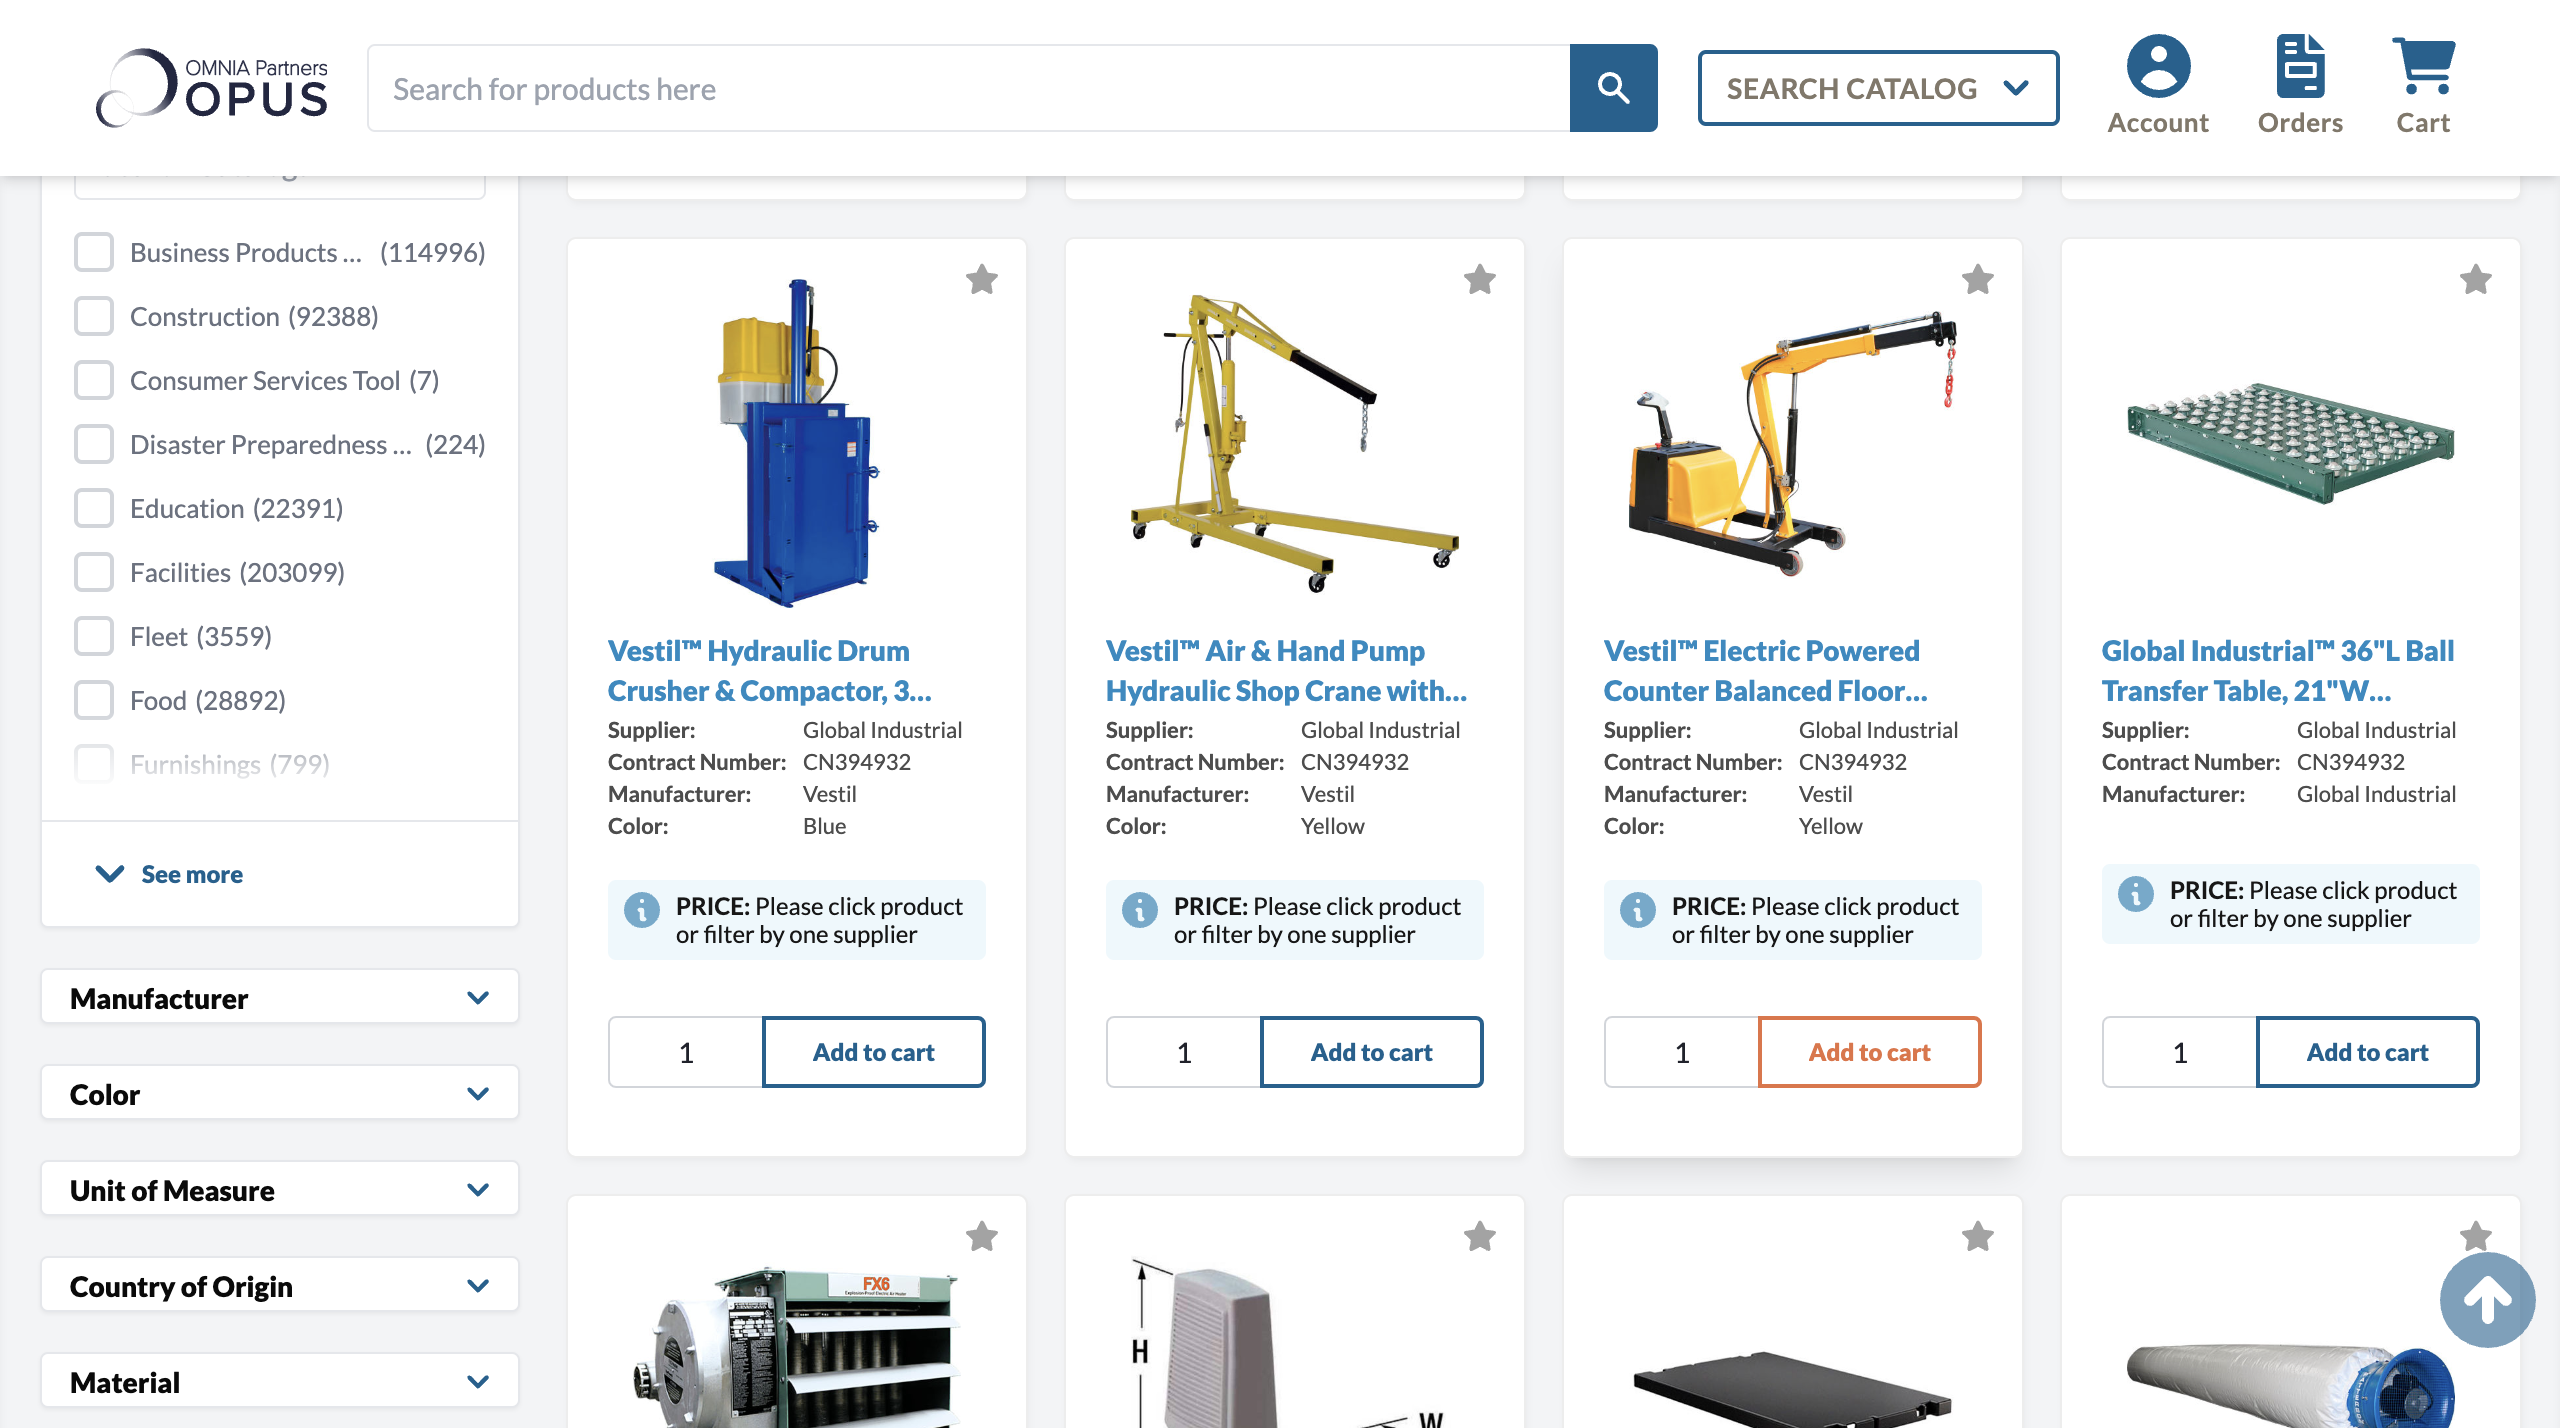 OMNIA Partners
OPUS
Search for products here
SEARCH CATALOG
Account
Orders
Cart
Business Products ... (114996)
Construction (92388)
Consumer Services Tool (7)
Disaster Preparedness ... (224)
Education (22391)
Facilities (203099)
Fleet (3559)
Food (28892)
Furnishings (799)
See more
Manufacturer
Color
Unit of Measure
Country of Origin
Material
Vestil™ Hydraulic Drum
Crusher & Compactor, 3...
Supplier: Global Industrial
Contract Number: CN394932
Manufacturer: Vestil
Color: Blue
PRICE: Please click product
or filter by one supplier
1 Add to cart
Vestil™ Air & Hand Pump
Hydraulic Shop Crane with...
Supplier: Global Industrial
Contract Number: CN394932
Manufacturer: Vestil
Color: Yellow
PRICE: Please click product
or filter by one supplier
1 Add to cart
Vestil™ Electric Powered
Counter Balanced Floor...
Supplier: Global Industrial
Contract Number: CN394932
Manufacturer: Vestil
Color: Yellow
PRICE: Please click product
or filter by one supplier
1 Add to cart
Global Industrial™ 36"L Ball
Transfer Table, 21"W...
Supplier: Global Industrial
Contract Number: CN394932
Manufacturer: Global Industrial
PRICE: Please click product
or filter by one supplier
1 Add to cart
FX6
Explosion-Proof Electric Air Heater
H
W